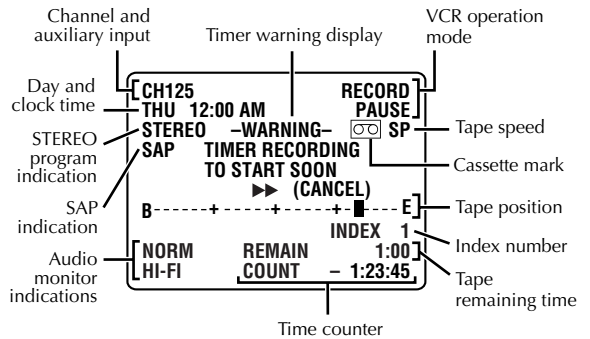 Channel and
auxiliary input
Timer warning display
VCR operation
mode
Day and
clock time
STEREO
program
indication
SAP
indication
Audio
monitor
indications
CH125
RECORD
THU 12:00 AM
PAUSE
STEREO –WARNING– SP
SAP TIMER RECORDING
TO START SOON
▶▶ (CANCEL)
B-----+-----+-----+-■----E
INDEX 1
NORM REMAIN 1:00
HI-FI COUNT – 1:23:45
Tape speed
Cassette mark
Tape position
Index number
Tape
remaining time
Time counter